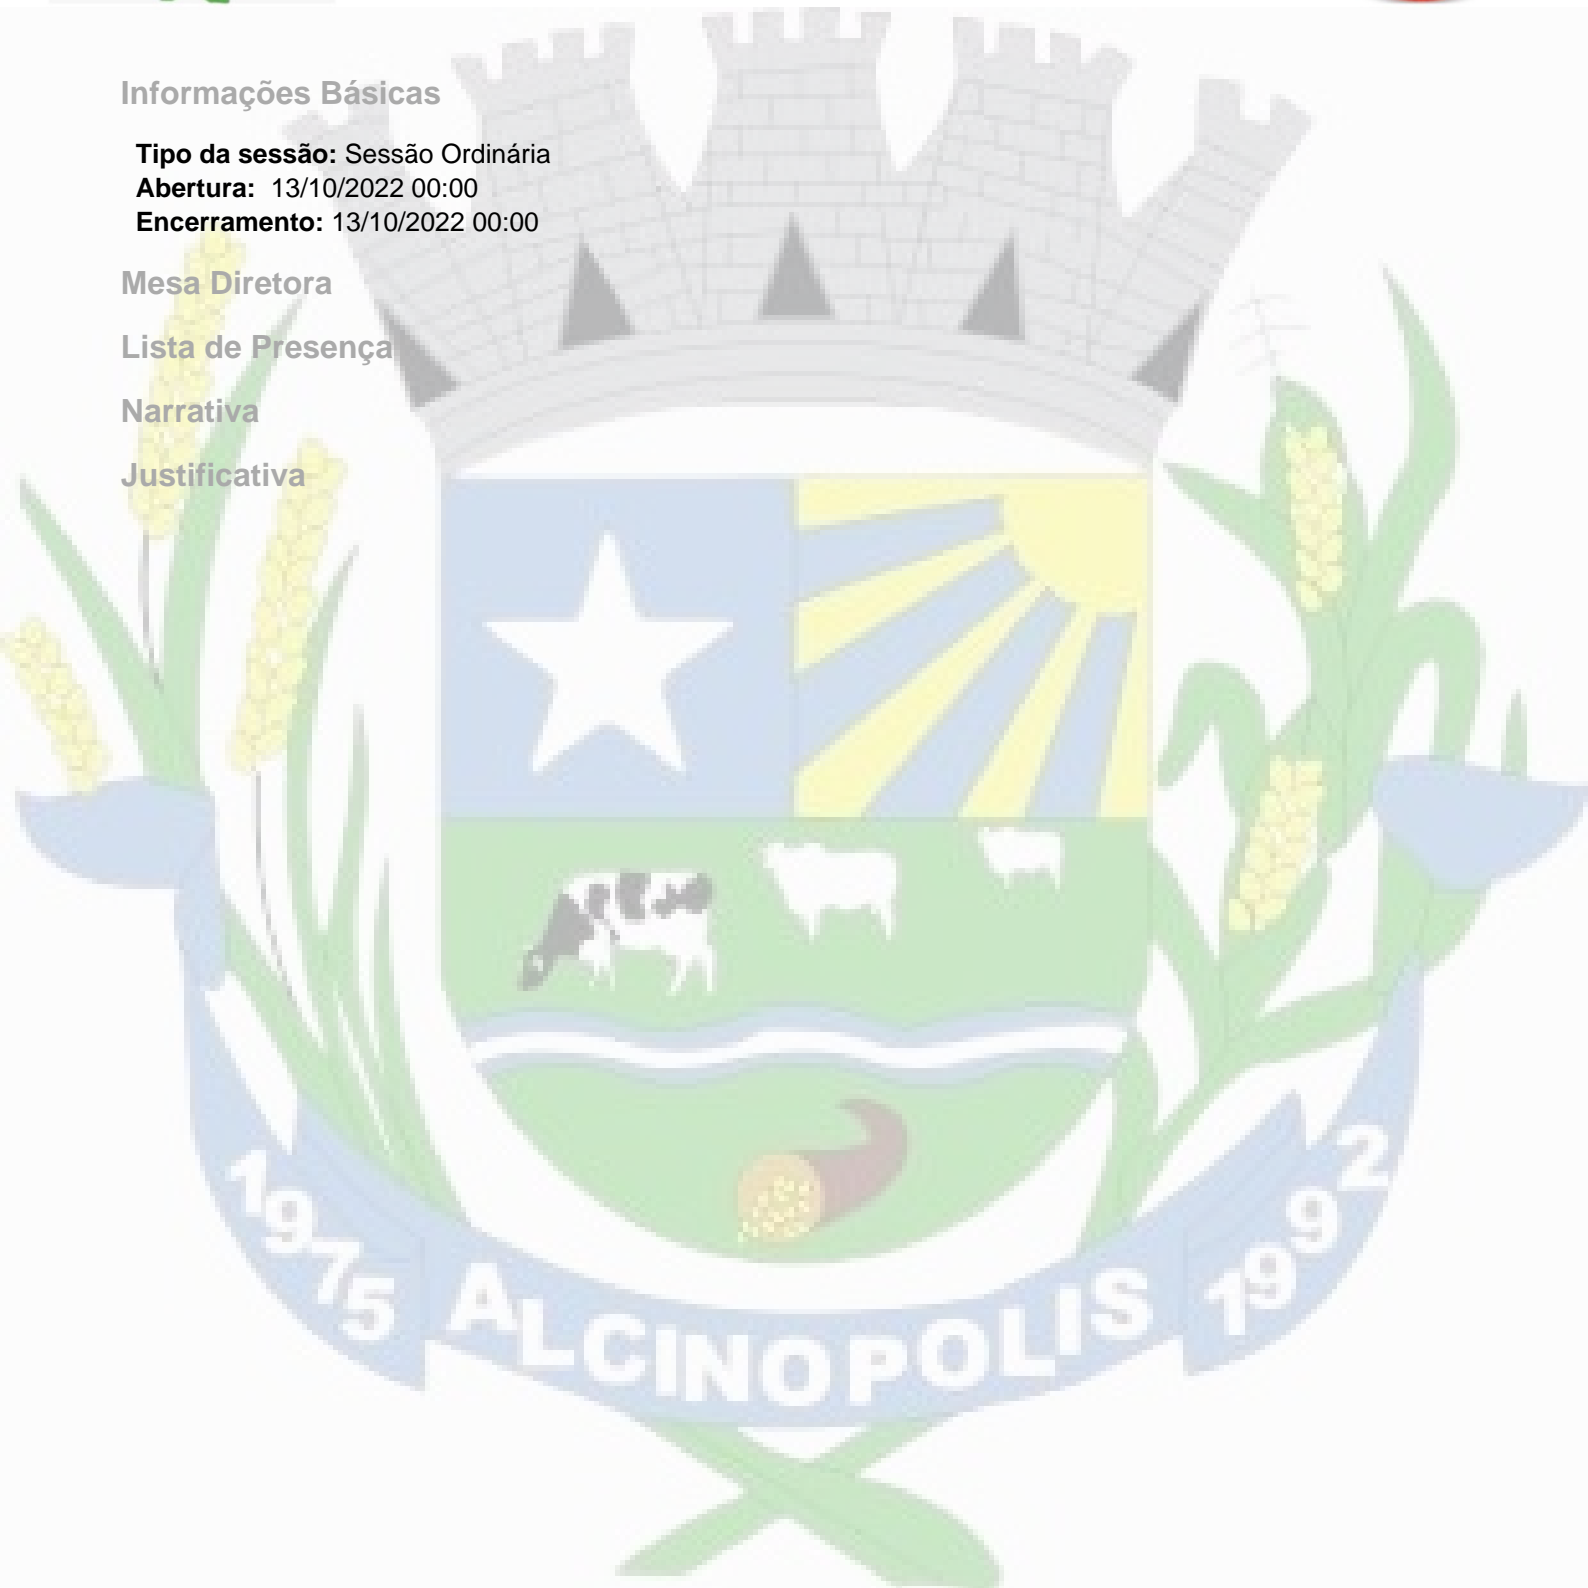 Informações Básicas
Tipo da sessão: Sessão Ordinária
Abertura: 13/10/2022 00:00
Encerramento: 13/10/2022 00:00
Mesa Diretora
Lista de Presença
Narrativa
Justificativa
1975 ALCINOPOLIS 1992